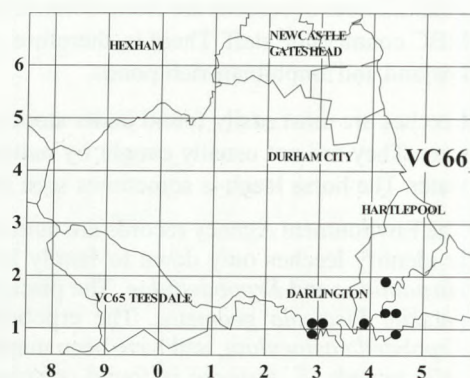 HEXHAM
NEWCASTLE
GATESHEAD
6
5
DURHAM CITY
VC66
4
3
HARTLEPOOL
2
VC65 TEESDALE
DARLINGTON
1
8 9 0 1 2 3 4 5 6